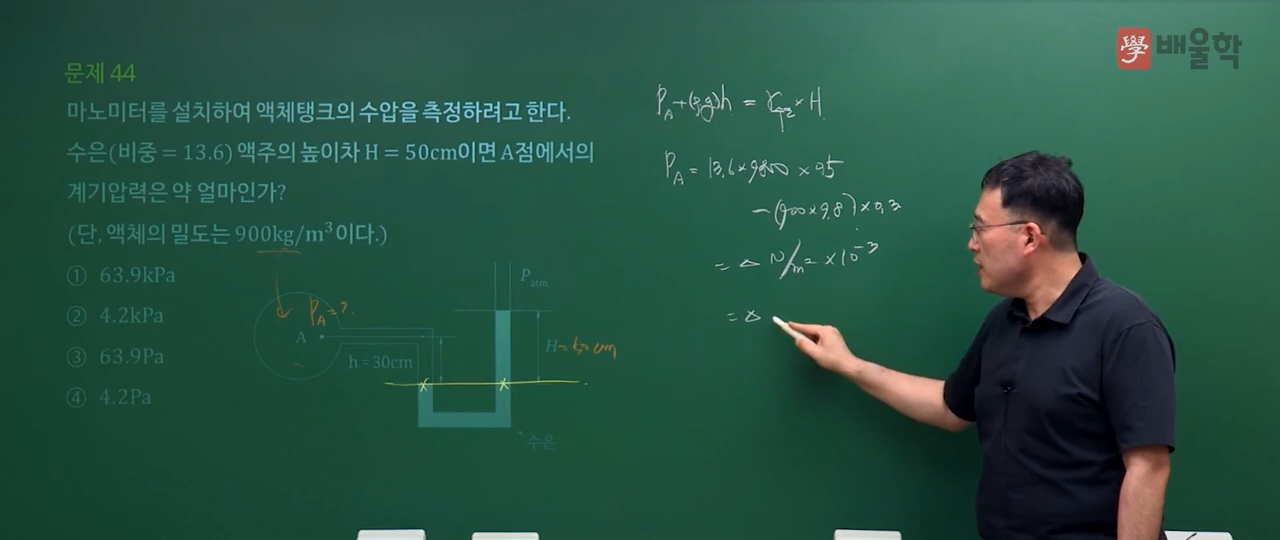 學 배울학
문제 44
마노미터를 설치하여 액체탱크의 수압을 측정하려고 한다.
수은(비중 = 13.6) 액주의 높이차 H = 50cm이면 A점에서의
계기압력은 약 얼마인가?
(단, 액체의 밀도는 900kg/m³이다.)
① 63.9kPa
② 4.2kPa
③ 63.9Pa
④ 4.2Pa
P_atm
P_A = ?
A
h = 30cm
H = 50cm
수은
P_A = 13.6 × 9800 × 0.5
- (900 × 9.8) × 0.3
= △ N/m² × 10⁻³
= △